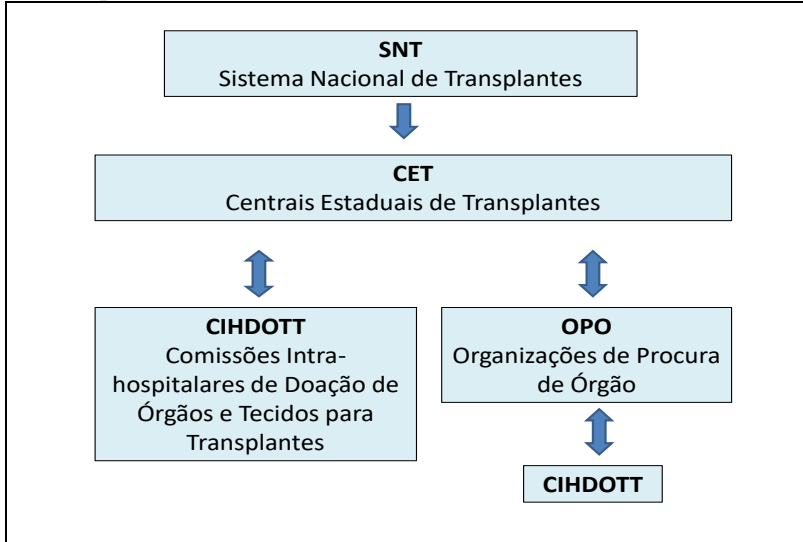 SNT
Sistema Nacional de Transplantes
CET
Centrais Estaduais de Transplantes
CIHDOTT
Comissões Intra-
hospitalares de Doação de
Órgãos e Tecidos para
Transplantes
OPO
Organizações de Procura
de Órgão
CIHDOTT